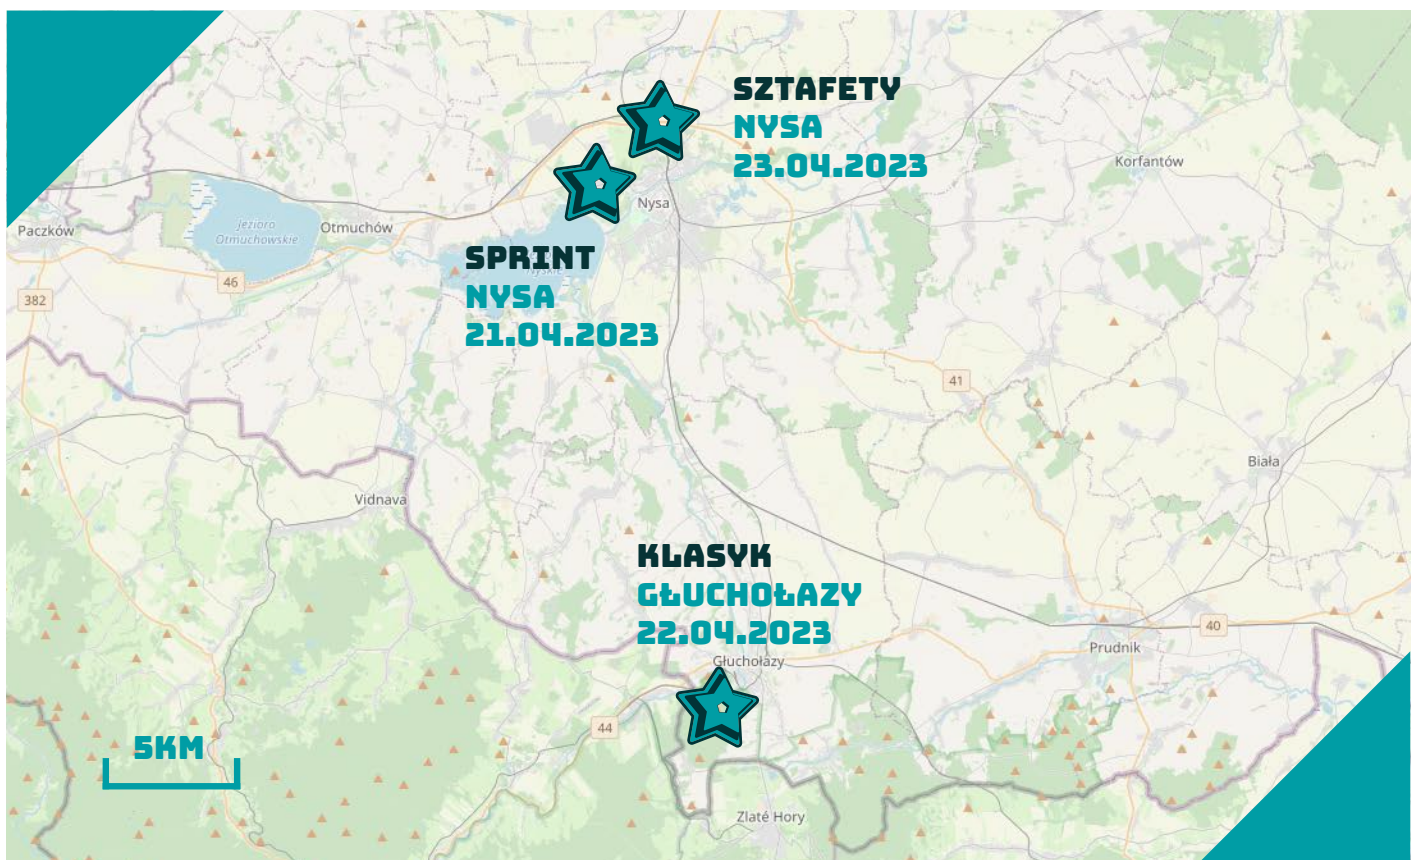 SZTAFETY
NYSA
23.04.2023
Korfantów
Nysa
Paczków
Jezioro
Otmuchowskie
Otmuchów
SPRINT
Nyskie
NYSA
21.04.2023
46
382
41
Biała
Vidnava
KLASYK
GŁUCHOŁAZY
22.04.2023
40
Prudnik
Głuchołazy
44
5KM
Zlaté Hory